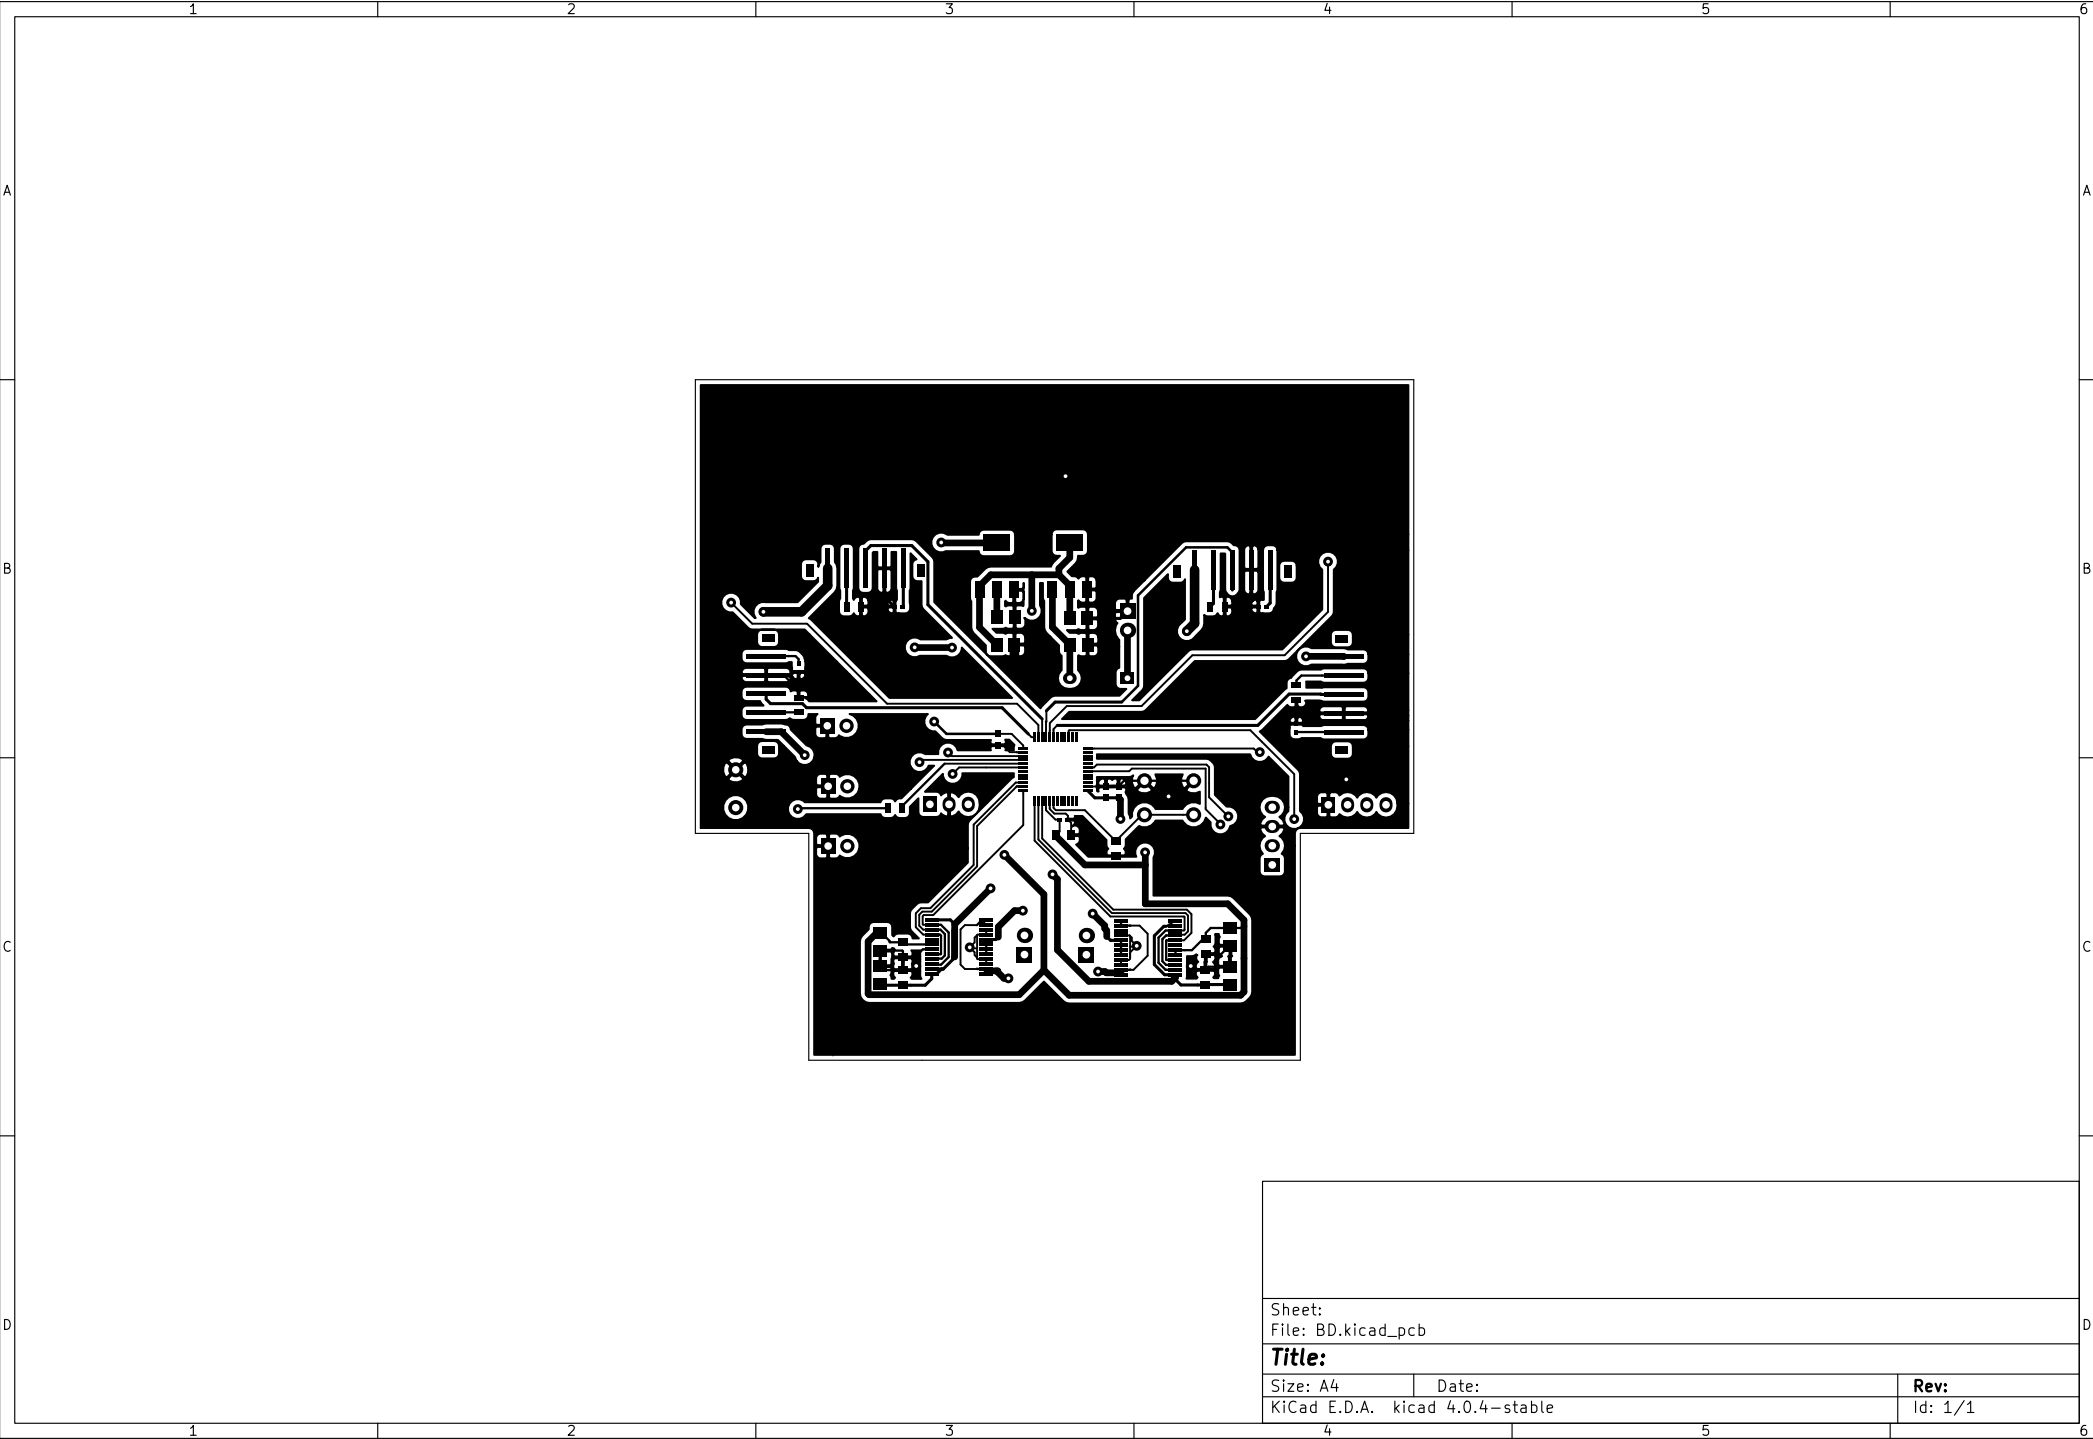 1 2 3 4 5 6
A A
B B
C C
D D
Sheet:
File: BD.kicad_pcb
Title:
Size: A4 Date: Rev:
KiCad E.D.A. kicad 4.0.4-stable Id: 1/1
1 2 3 4 5 6